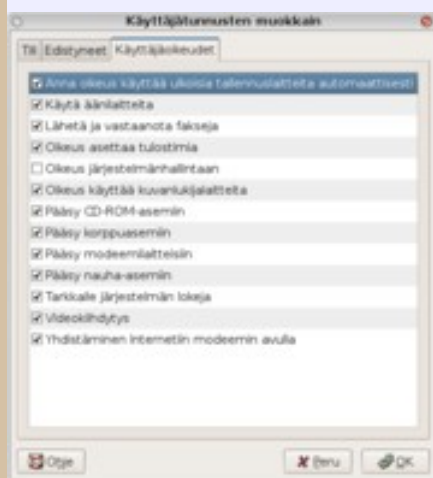 Käyttäjätunnusten muokkain
Tili Edistyneet Käyttäjäoikeudet
Anna oikeus käyttää ulkoisia tallennuslaitteita automaattisesti
Käytä äänilaitteita
Lähetä ja vastaanota fakseja
Oikeus asettaa tulostimia
Oikeus järjestelmänhallintaan
Oikeus käyttää kuvanlukijalaitteita
Pääsy CD-ROM-asemiin
Pääsy korppuasemiin
Pääsy modeemilaitteisiin
Pääsy nauha-asemiin
Tarkkaile järjestelmän lokeja
Videokiihdytys
Yhdistäminen Internetiin modeemin avulla
Ohje Peru OK